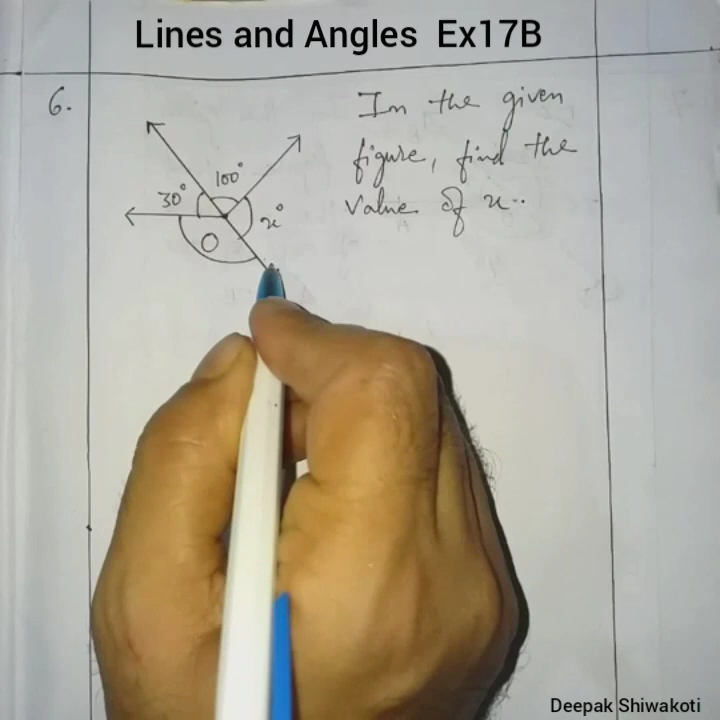 Lines and Angles Ex17B
6.
In the given
figure, find the
value of x..
100°
30°
x°
O
Deepak Shiwakoti